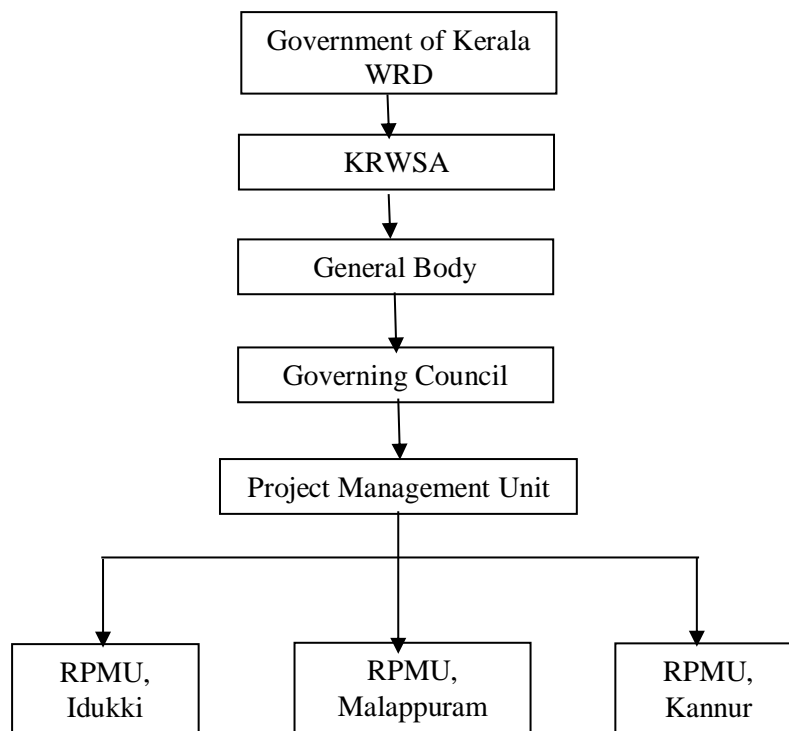 Government of Kerala
WRD
KRWSA
General Body
Governing Council
Project Management Unit
RPMU,
Idukki
RPMU,
Malappuram
RPMU,
Kannur